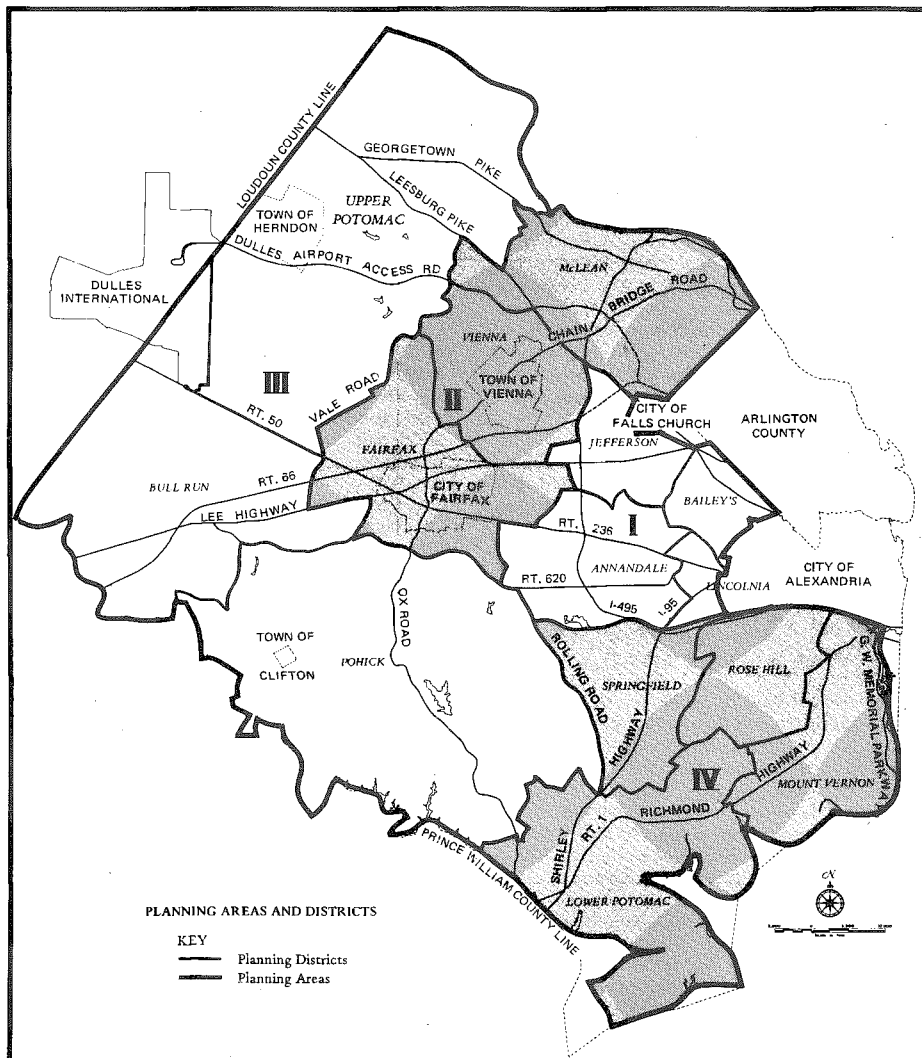 LOUDOUN COUNTY LINE
GEORGETOWN PIKE
LEESBURG PIKE
UPPER
POTOMAC
TOWN OF
HERNDON
DULLES AIRPORT ACCESS RD
DULLES
INTERNATIONAL
McLEAN
CHAIN BRIDGE ROAD
VIENNA
TOWN OF
VIENNA
III
II
VALE ROAD
RT. 50
CITY OF
FALLS CHURCH
ARLINGTON
COUNTY
JEFFERSON
FAIRFAX
BULL RUN
RT. 66
CITY OF
FAIRFAX
LEE HIGHWAY
BAILEY'S
I
RT. 236
ANNANDALE
RT. 620
LINCOLNIA
CITY OF
ALEXANDRIA
I-495
I-95
OX ROAD
TOWN OF
CLIFTON
POHICK
ROLLING ROAD
SPRINGFIELD
ROSE HILL
G. W. MEMORIAL PARKWAY
SHIRLEY HIGHWAY
IV
MOUNT VERNON
RICHMOND HIGHWAY
RT. 1
PRINCE WILLIAM COUNTY LINE
LOWER POTOMAC
N
PLANNING AREAS AND DISTRICTS
KEY
Planning Districts
Planning Areas